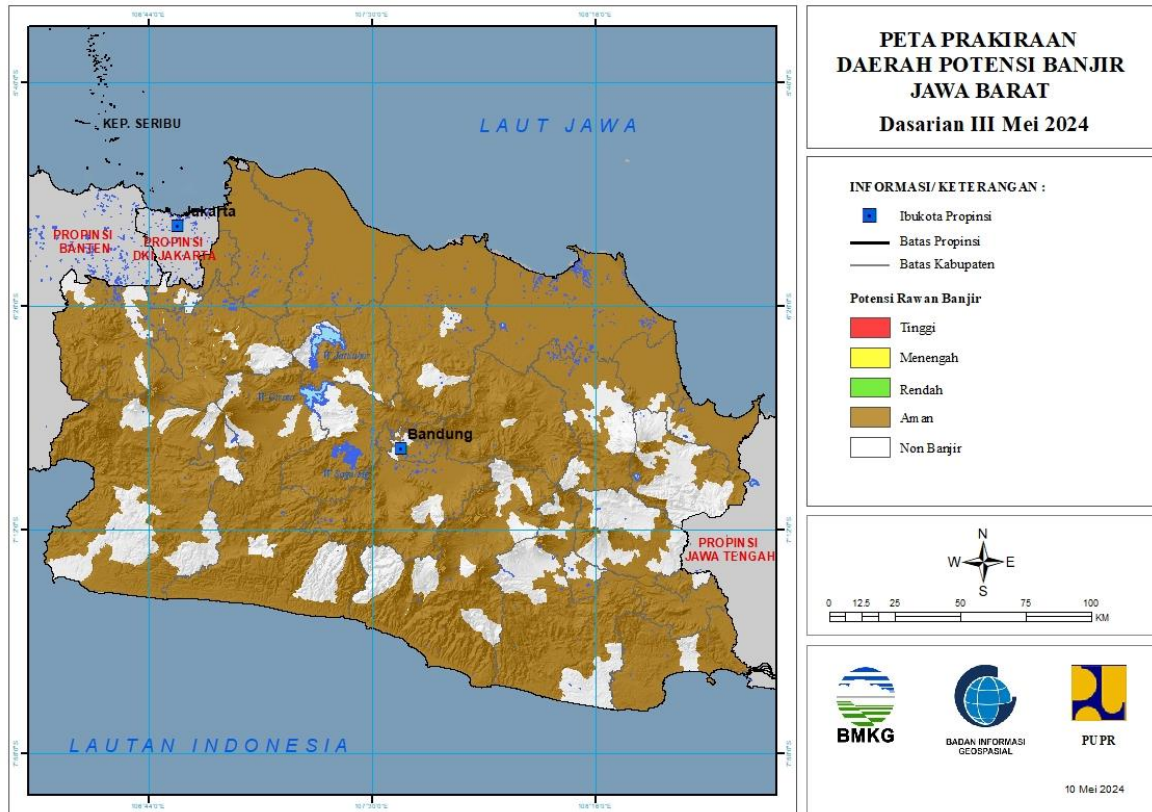 PETA PRAKIRAAN
DAERAH POTENSI BANJIR
JAWA BARAT
Dasarian III Mei 2024
INFORMASI/ KETERANGAN :
Ibukota Propinsi
Batas Propinsi
Batas Kabupaten
Potensi Rawan Banjir
Tinggi
Menengah
Rendah
Aman
Non Banjir
N
W
E
S
0 12.5 25 50 75 100
KM
BMKG
BADAN INFORMASI
GEOSPASIAL
PUPR
10 Mei 2024
KEP. SERIBU
LAUT JAWA
Jakarta
PROPINSI
BANTEN
PROPINSI
DKI JAKARTA
Bandung
PROPINSI
JAWA TENGAH
LAUTAN INDONESIA